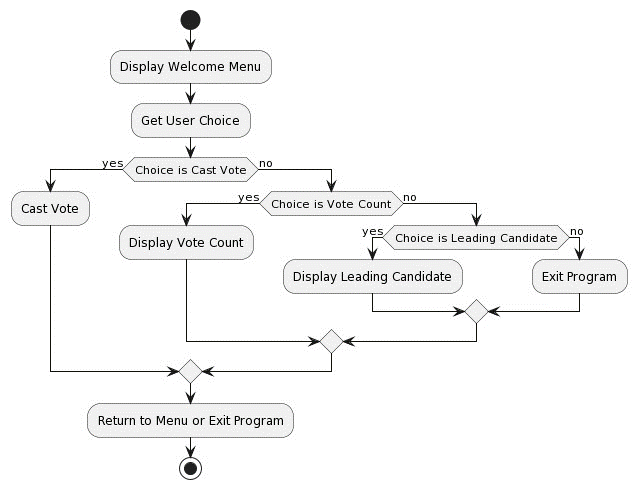 Display Welcome Menu
Get User Choice
yes
Choice is Cast Vote
no
Cast Vote
yes
Choice is Vote Count
no
Display Vote Count
yes
Choice is Leading Candidate
no
Display Leading Candidate
Exit Program
Return to Menu or Exit Program